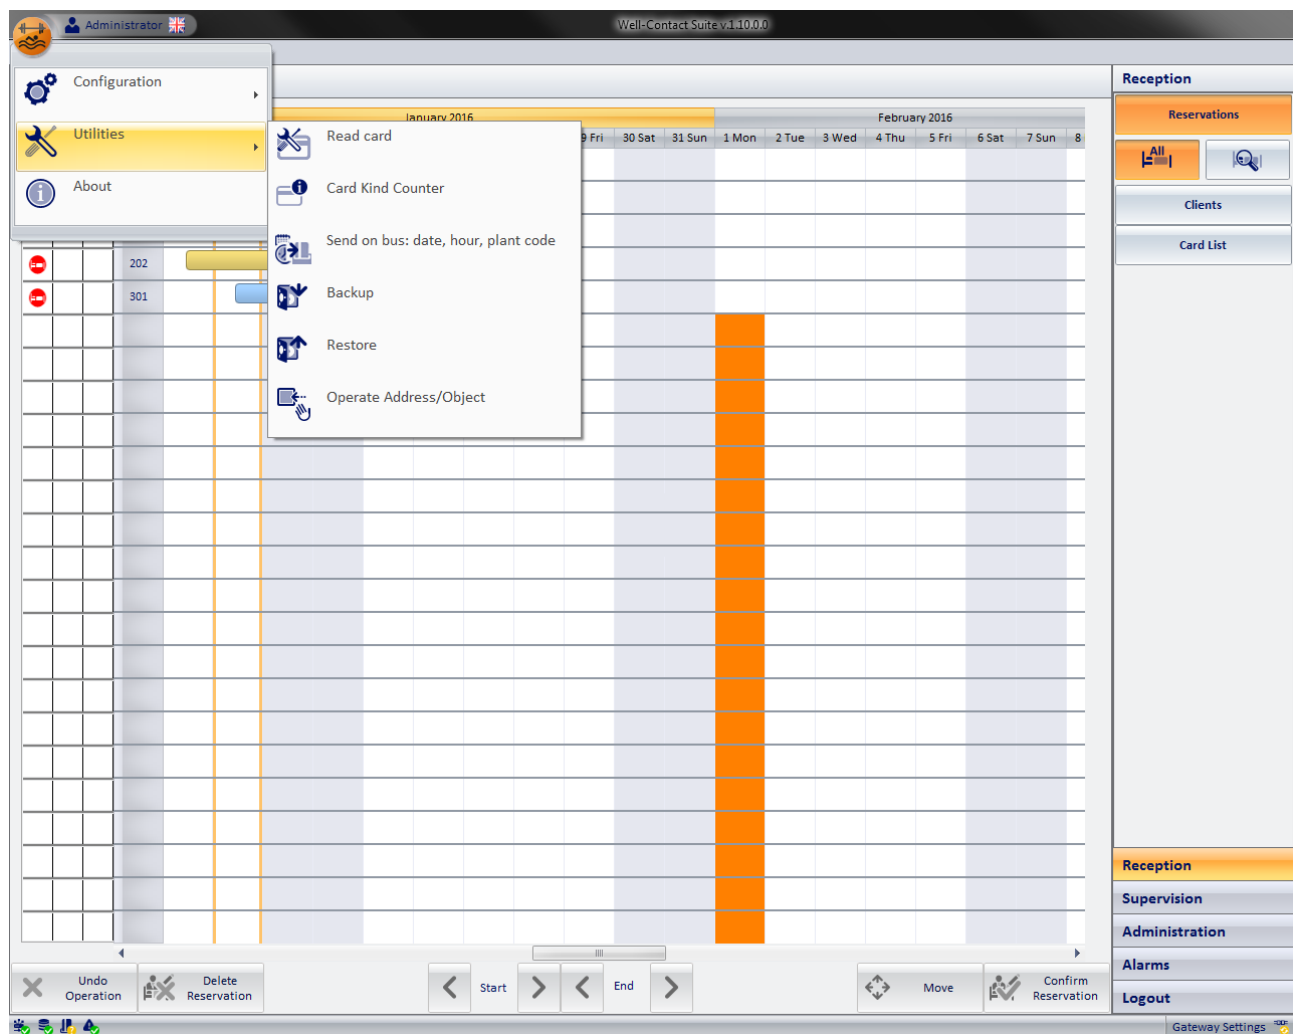 Administrator
Well-Contact Suite v.1.10.0.0
Configuration
Utilities
About
Read card
Card Kind Counter
Send on bus: date, hour, plant code
Backup
Restore
Operate Address/Object
January 2016
February 2016
9 Fri 30 Sat 31 Sun 1 Mon 2 Tue 3 Wed 4 Thu 5 Fri 6 Sat 7 Sun 8
202
301
Reception
Reservations
All
Clients
Card List
Reception
Supervision
Administration
Alarms
Logout
Undo
Operation
Delete
Reservation
Start
End
Move
Confirm
Reservation
Gateway Settings